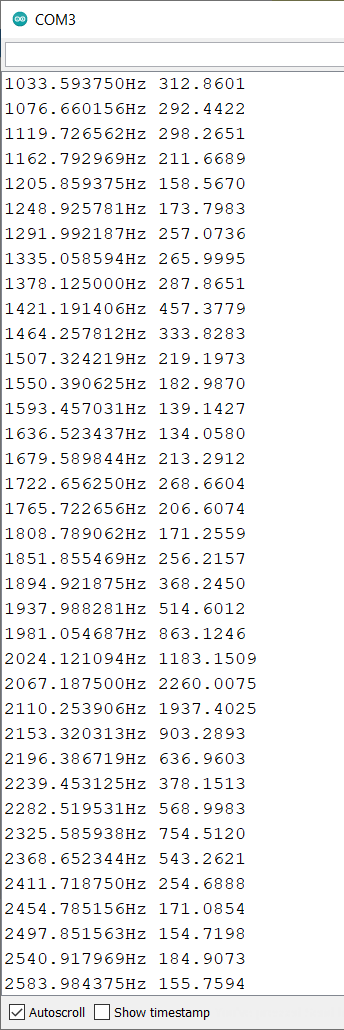 COM3
1033.593750Hz 312.8601
1076.660156Hz 292.4422
1119.726562Hz 298.2651
1162.792969Hz 211.6689
1205.859375Hz 158.5670
1248.925781Hz 173.7983
1291.992187Hz 257.0736
1335.058594Hz 265.9995
1378.125000Hz 287.8651
1421.191406Hz 457.3779
1464.257812Hz 333.8283
1507.324219Hz 219.1973
1550.390625Hz 182.9870
1593.457031Hz 139.1427
1636.523437Hz 134.0580
1679.589844Hz 213.2912
1722.656250Hz 268.6604
1765.722656Hz 206.6074
1808.789062Hz 171.2559
1851.855469Hz 256.2157
1894.921875Hz 368.2450
1937.988281Hz 514.6012
1981.054687Hz 863.1246
2024.121094Hz 1183.1509
2067.187500Hz 2260.0075
2110.253906Hz 1937.4025
2153.320313Hz 903.2893
2196.386719Hz 636.9603
2239.453125Hz 378.1513
2282.519531Hz 568.9983
2325.585938Hz 754.5120
2368.652344Hz 543.2621
2411.718750Hz 254.6888
2454.785156Hz 171.0854
2497.851563Hz 154.7198
2540.917969Hz 184.9073
2583.984375Hz 155.7594
Autoscroll Show timestamp